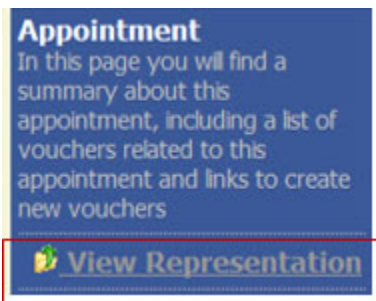 Appointment
In this page you will find a
summary about this
appointment, including a list of
vouchers related to this
appointment and links to create
new vouchers
View Representation